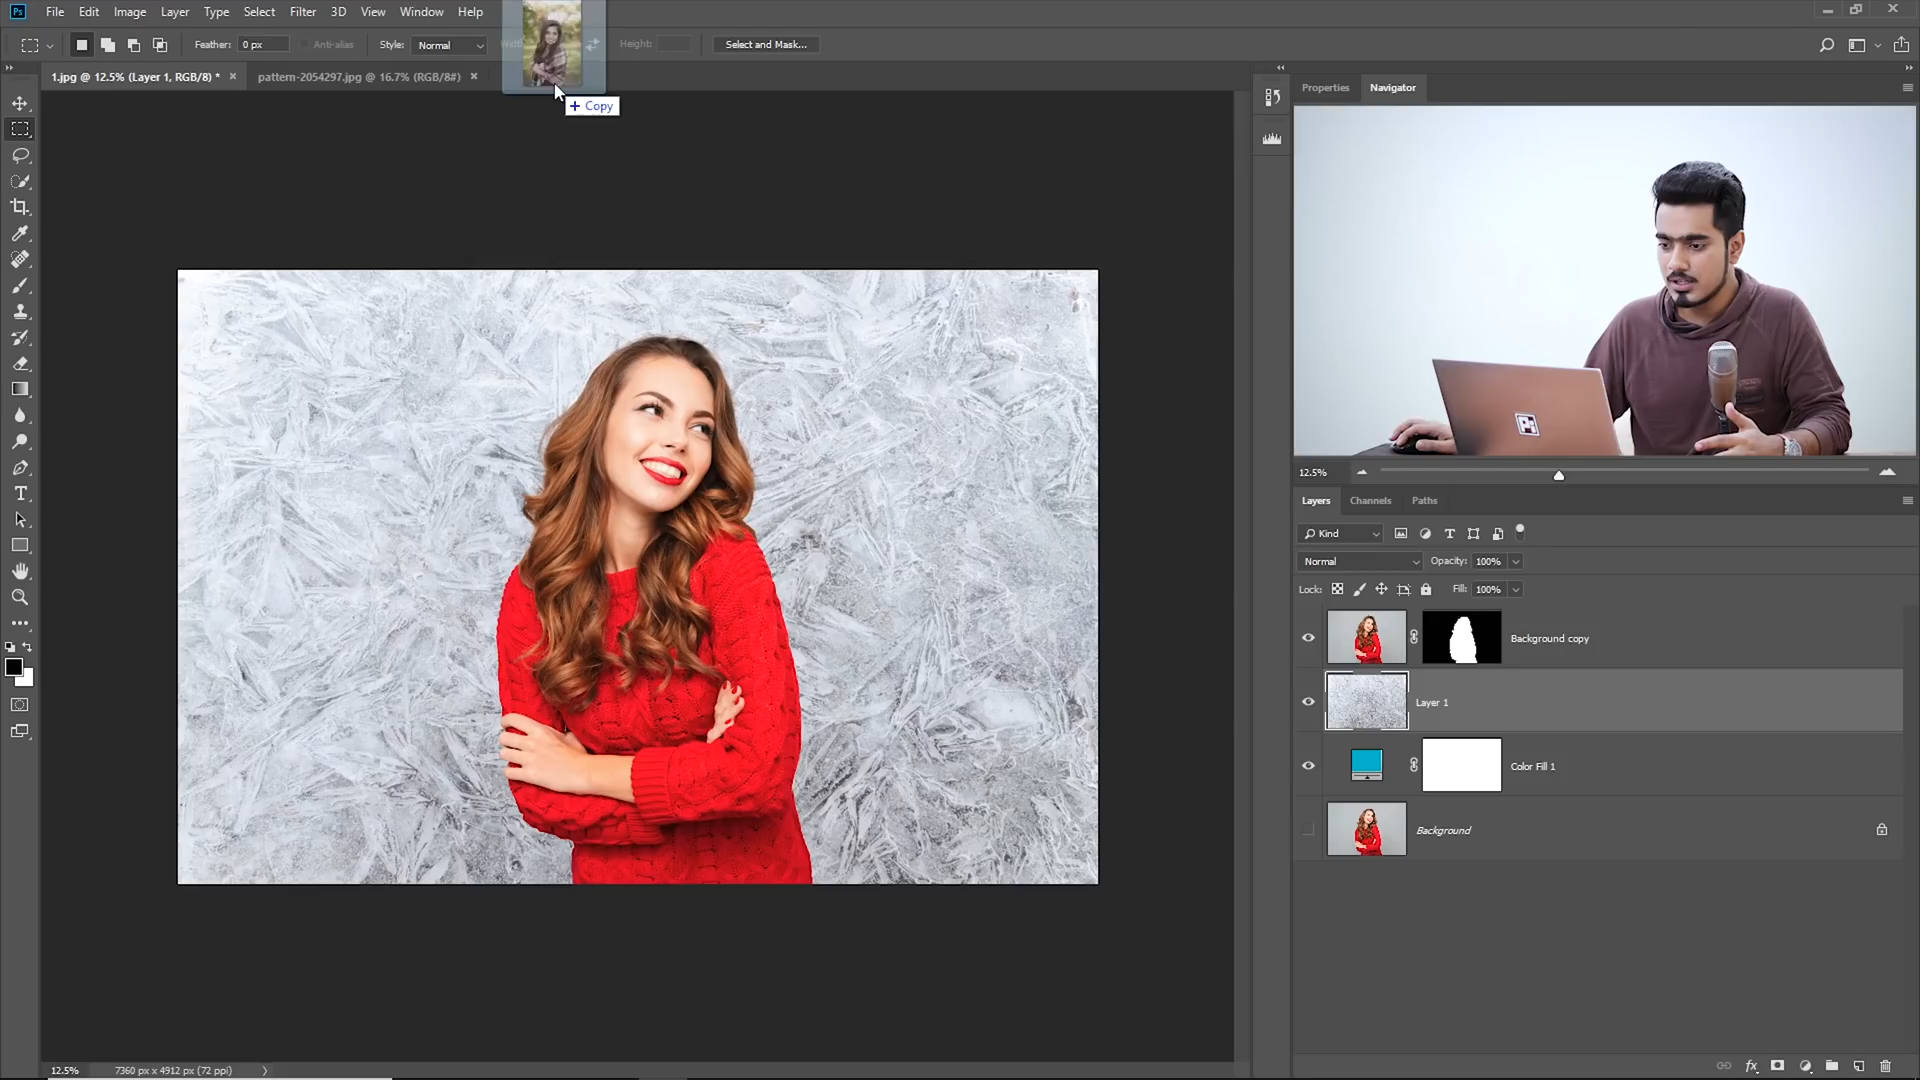 Ps File Edit Image Layer Type Select Filter 3D View Window Help
Feather: 0 px Anti-alias Style: Normal Height: Select and Mask...
1.jpg @ 12.5% (Layer 1, RGB/8) * × pattern-2054297.jpg @ 16.7% (RGB/8#) ×
+ Copy
Properties Navigator
12.5%
Layers Channels Paths
Kind
Normal Opacity: 100%
Lock: Fill: 100%
Background copy
Layer 1
Color Fill 1
Background
fx
12.5% 7360 px x 4912 px (72 ppi)